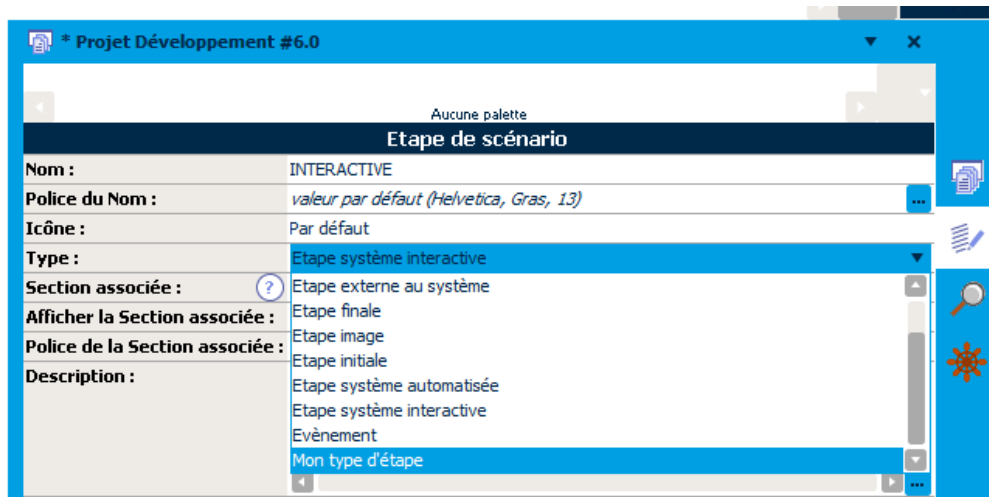 * Projet Développement #6.0
Aucune palette
Etape de scénario
Nom : INTERACTIVE
Police du Nom : valeur par défaut (Helvetica, Gras, 13) ...
Icône : Par défaut
Type : Etape système interactive
Section associée : ? Etape externe au système
Afficher la Section associée : Etape finale
Etape image
Police de la Section associée : Etape initiale
Description : Etape système automatisée
Etape système interactive
Evènement
Mon type d'étape
...